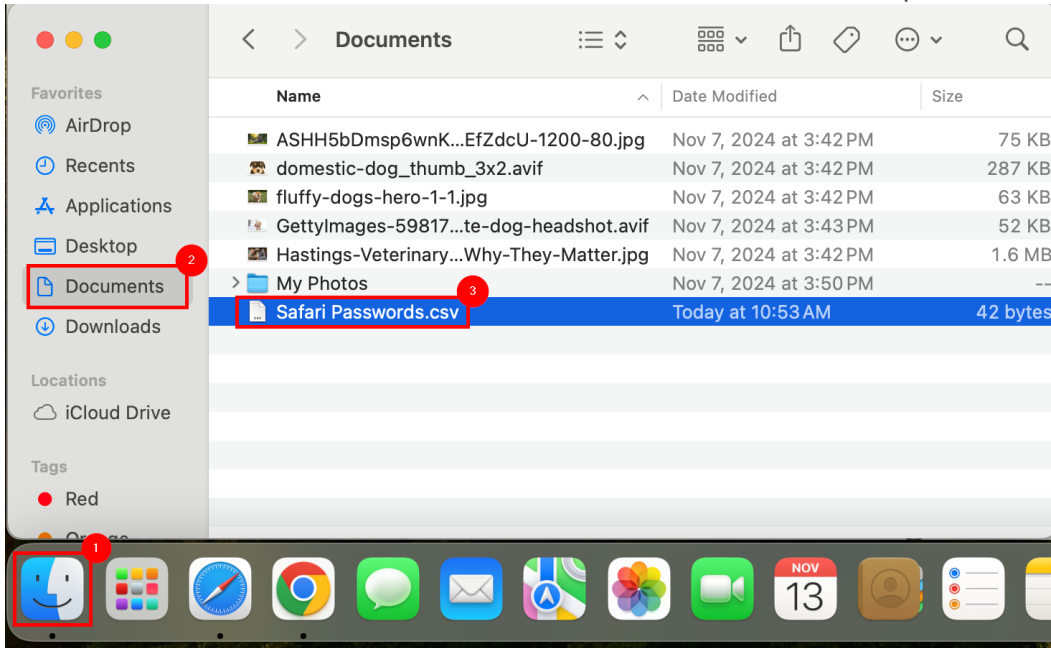 Documents
Favorites
AirDrop
Recents
Applications
Desktop
2
Documents
Downloads
Locations
iCloud Drive
Tags
Red
Name Date Modified Size
ASHH5bDmsp6wnK...EfZdcU-1200-80.jpg Nov 7, 2024 at 3:42 PM 75 KB
domestic-dog_thumb_3x2.avif Nov 7, 2024 at 3:42 PM 287 KB
fluffy-dogs-hero-1-1.jpg Nov 7, 2024 at 3:42 PM 63 KB
GettyImages-59817...te-dog-headshot.avif Nov 7, 2024 at 3:43 PM 52 KB
Hastings-Veterinary...Why-They-Matter.jpg Nov 7, 2024 at 3:42 PM 1.6 MB
My Photos Nov 7, 2024 at 3:50 PM --
3
Safari Passwords.csv Today at 10:53 AM 42 bytes
1
NOV
13